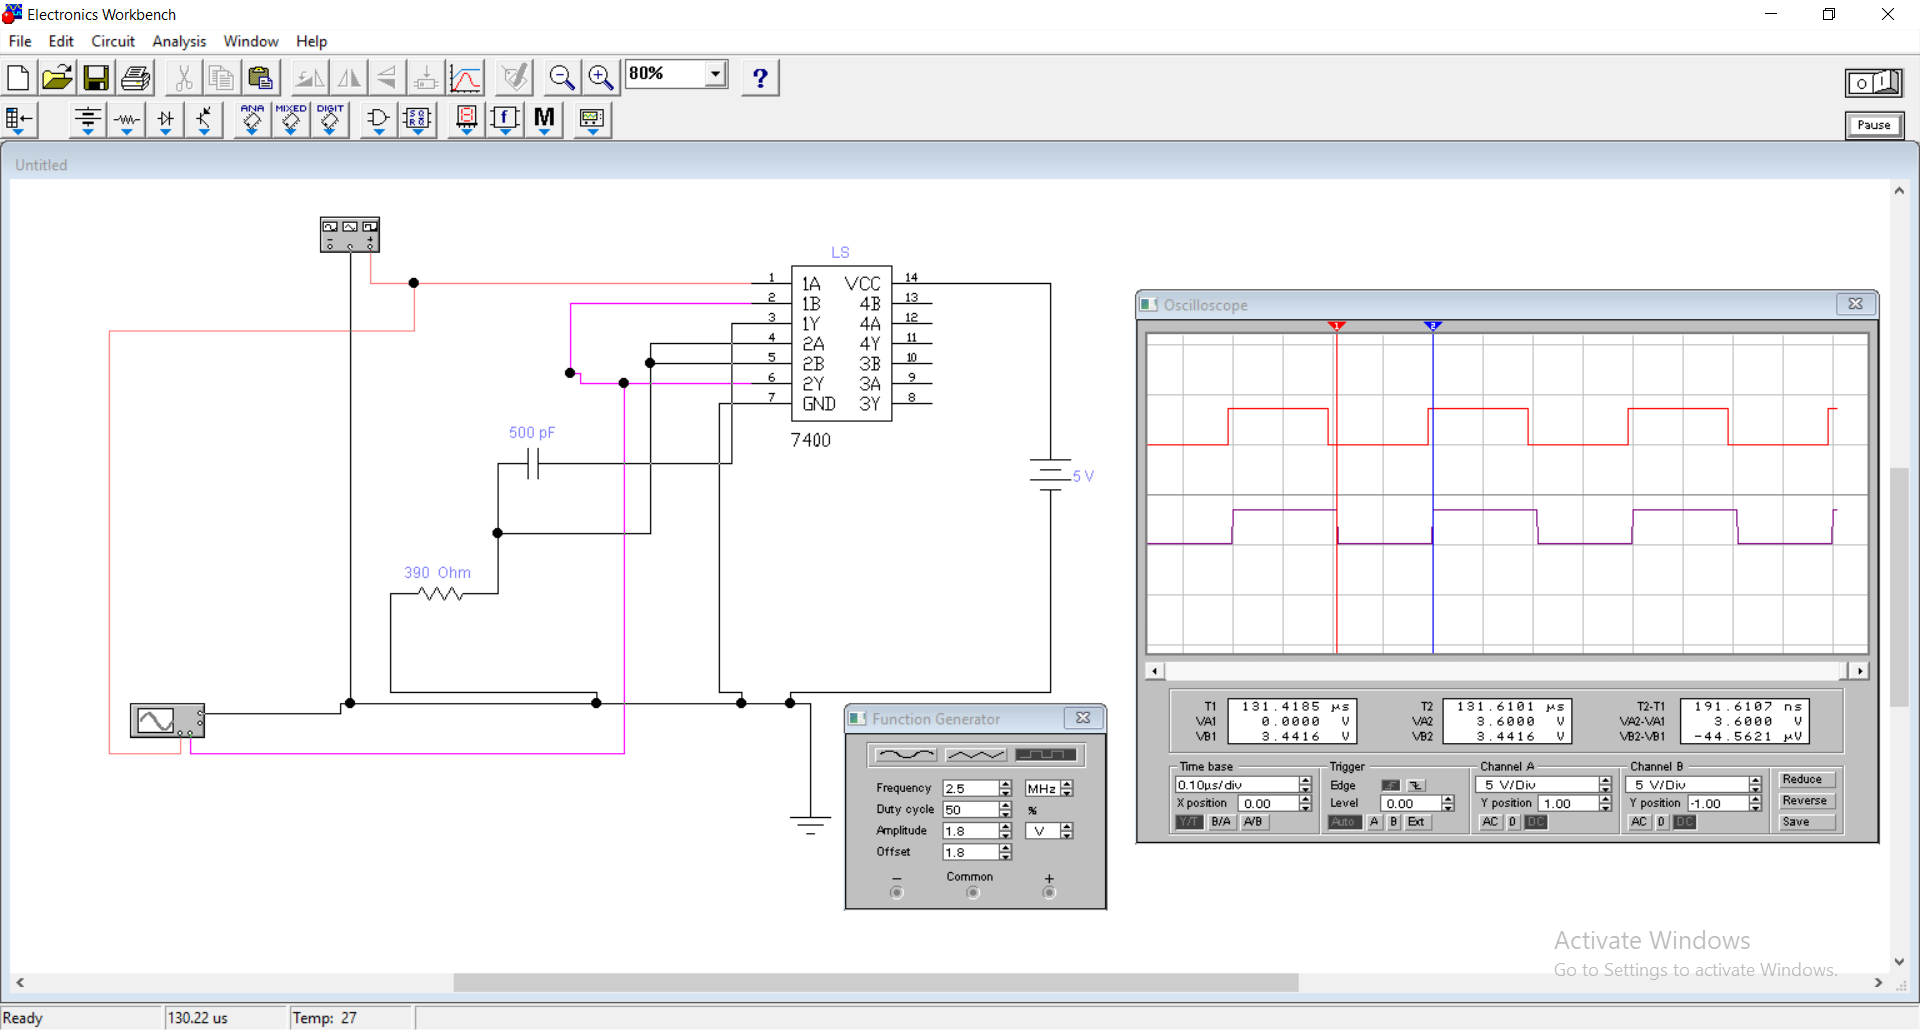 Electronics Workbench
File Edit Circuit Analysis Window Help
80%
?
ANA MIXED DIGIT
f M
Pause
Untitled
LS
1 1A VCC 14
2 1B 4B 13
3 1Y 4A 12
4 2A 4Y 11
5 2B 3B 10
6 2Y 3A 9
7 GND 3Y 8
7400
500 pF
390 Ohm
5 V
Oscilloscope
1 2
T1 131.4185 µs T2 131.6101 µs T2-T1 191.6107 ns
VA1 0.0000 V VA2 3.6000 V VA2-VA1 3.6000 V
VB1 3.4416 V VB2 3.4416 V VB2-VB1 -44.5621 µV
Time base Trigger Channel A Channel B
0.10µs/div Edge 5 V/Div 5 V/Div Reduce
X position 0.00 Level 0.00 Y position 1.00 Y position -1.00 Reverse
Y/T B/A A/B Auto A B Ext AC 0 DC AC 0 DC Save
Function Generator
Frequency 2.5 MHz
Duty cycle 50 %
Amplitude 1.8 V
Offset 1.8
− Common +
Activate Windows
Go to Settings to activate Windows.
Ready 130.22 us Temp: 27